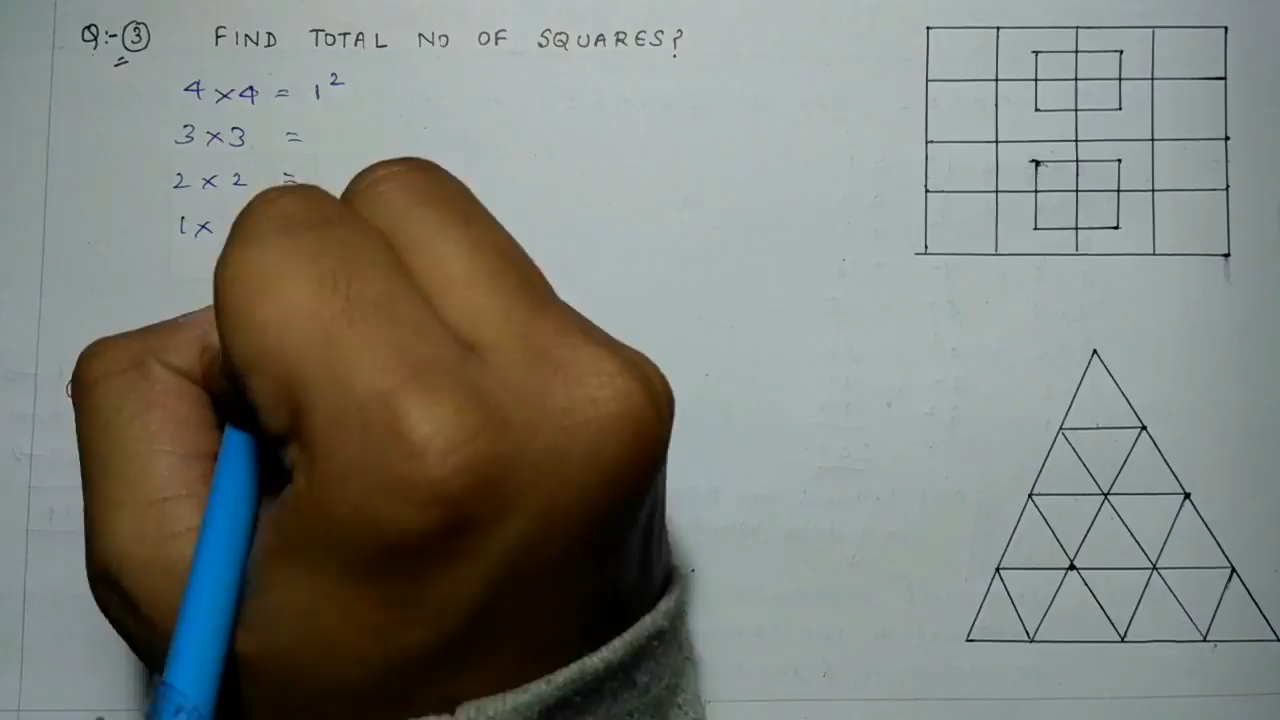 Q:-③ FIND TOTAL NO OF SQUARES?
4 × 4 = 1²
3 × 3 =
2 × 2 =
1 ×